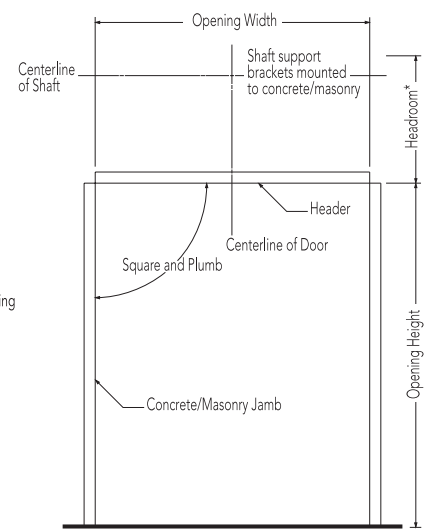 Opening Width
Centerline
of Shaft
Shaft support
brackets mounted
to concrete/masonry
Headroom*
Header
Centerline of Door
Square and Plumb
ing
Opening Height
Concrete/Masonry Jamb